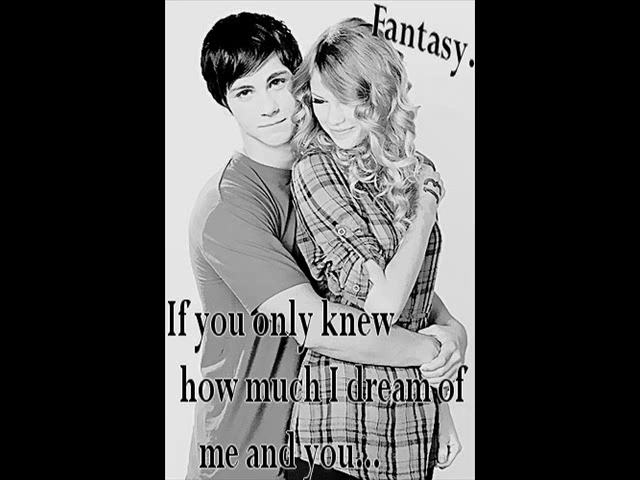 Fantasy.
If you only knew
how much I dream of
me and you...